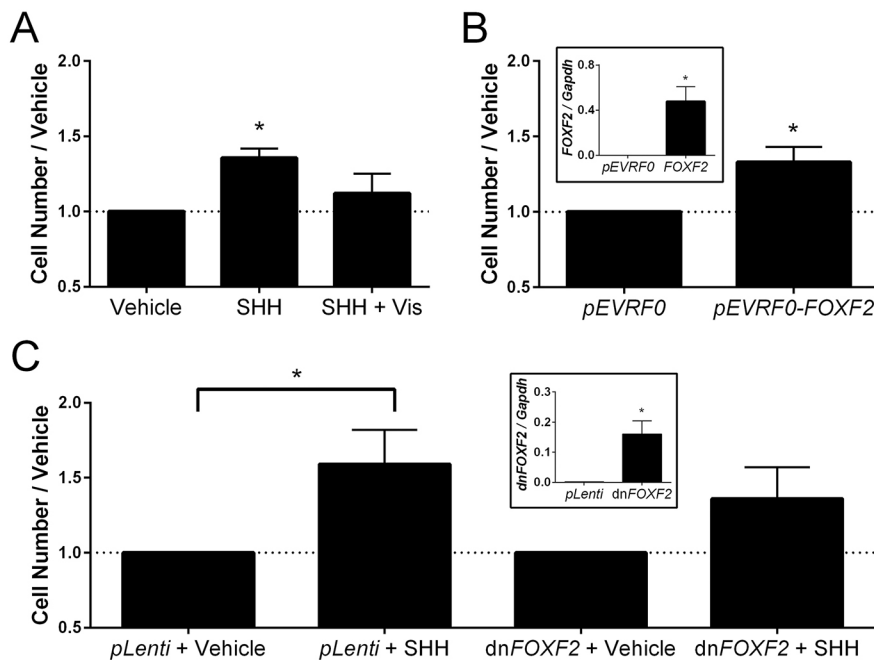 A
Cell Number / Vehicle
2.0
1.5
1.0
0.5
*
Vehicle
SHH
SHH + Vis
B
Cell Number / Vehicle
2.0
1.5
1.0
0.5
FOXF2 / Gapdh
0.8
0.4
0.0
*
pEVRF0
FOXF2
*
pEVRF0
pEVRF0-FOXF2
C
Cell Number / Vehicle
2.0
1.5
1.0
0.5
*
dnFOXF2 / Gapdh
0.3
0.2
0.1
0.0
*
pLenti
dnFOXF2
pLenti + Vehicle
pLenti + SHH
dnFOXF2 + Vehicle
dnFOXF2 + SHH